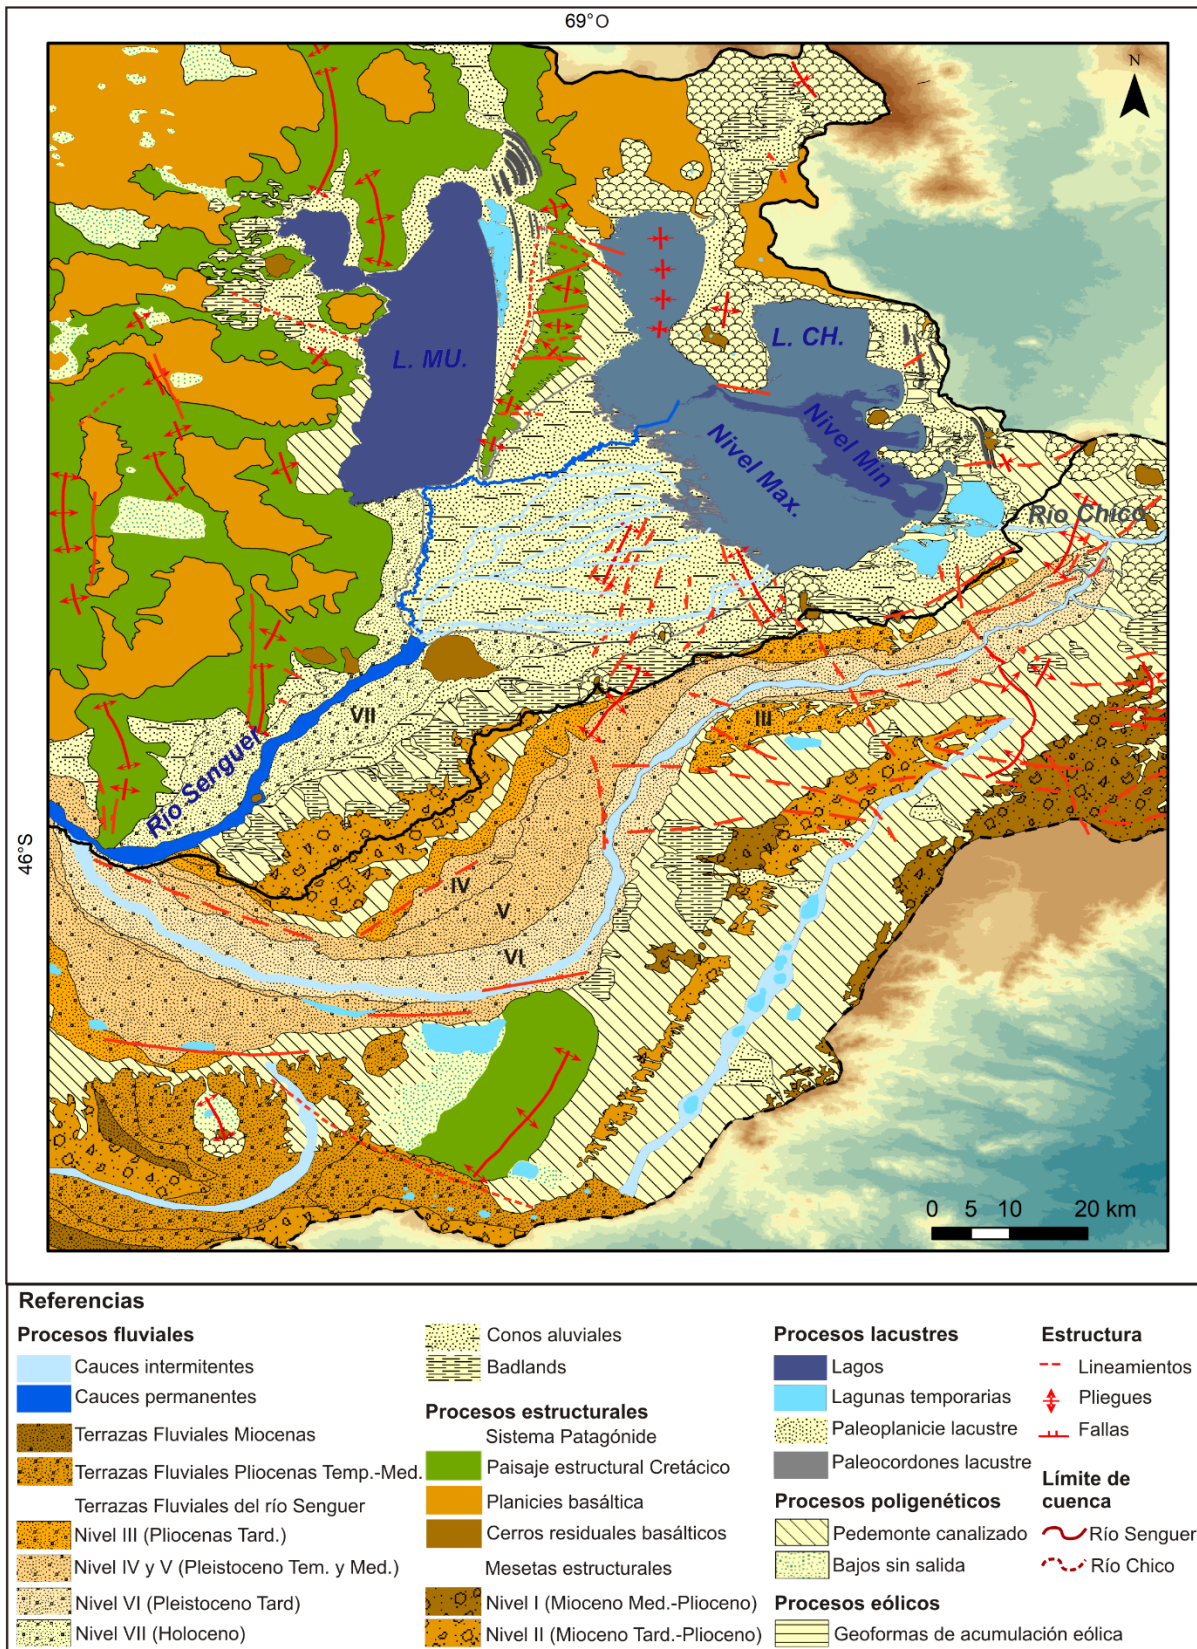 69°O
N
L. MU.
L. CH.
Nivel Max.
Nivel Min
Río Chico
VII
III
Río Senguer
46°S
IV
V
VI
0 5 10 20 km
Referencias
Procesos fluviales
Cauces intermitentes
Cauces permanentes
Terrazas Fluviales Miocenas
Terrazas Fluviales Pliocenas Temp.-Med.
Terrazas Fluviales del río Senguer
Nivel III (Pliocenas Tard.)
Nivel IV y V (Pleistoceno Tem. y Med.)
Nivel VI (Pleistoceno Tard)
Nivel VII (Holoceno)
Conos aluviales
Badlands
Procesos estructurales
Sistema Patagónide
Paisaje estructural Cretácico
Planicies basáltica
Cerros residuales basálticos
Mesetas estructurales
Nivel I (Mioceno Med.-Plioceno)
Nivel II (Mioceno Tard.-Plioceno)
Procesos lacustres
Lagos
Lagunas temporarias
Paleoplanicie lacustre
Paleocordones lacustre
Procesos poligenéticos
Pedemonte canalizado
Bajos sin salida
Procesos eólicos
Geoformas de acumulación eólica
Estructura
Lineamientos
Pliegues
Fallas
Límite de
cuenca
Río Senguer
Río Chico